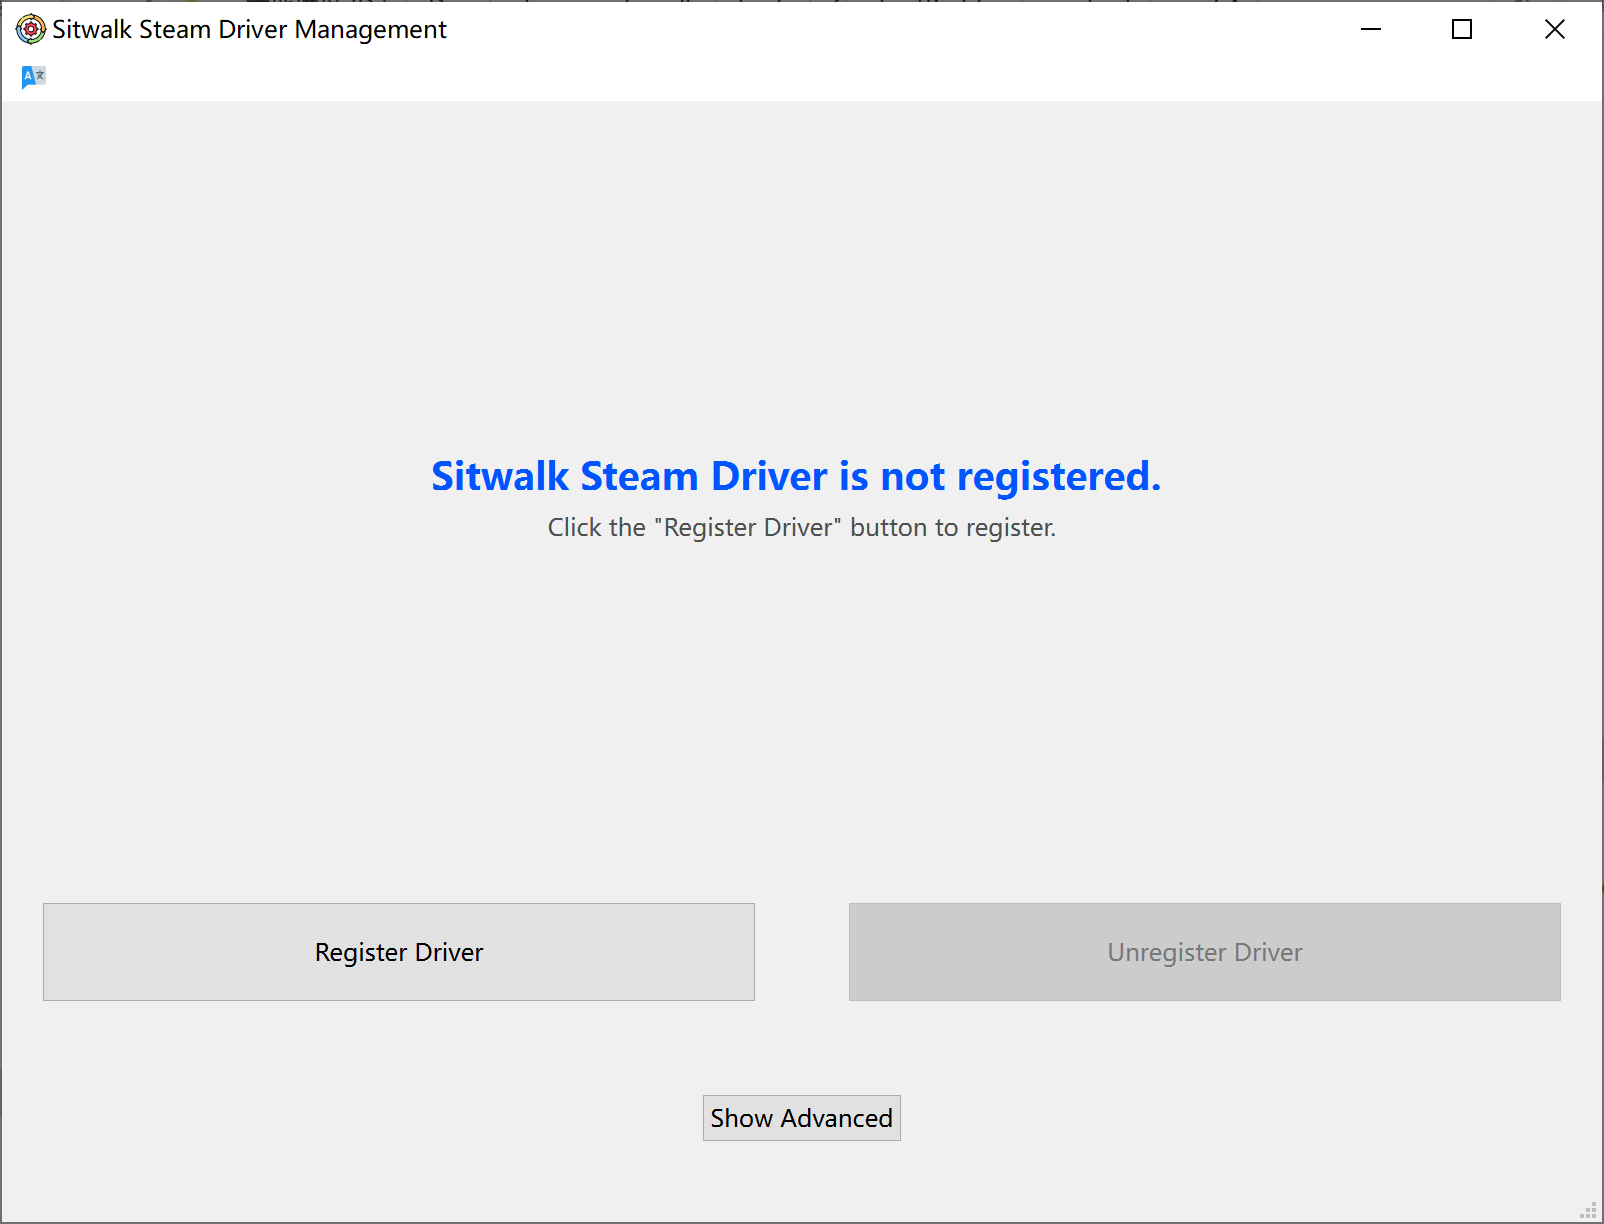 Sitwalk Steam Driver Management
Sitwalk Steam Driver is not registered.
Click the "Register Driver" button to register.
Register Driver
Unregister Driver
Show Advanced